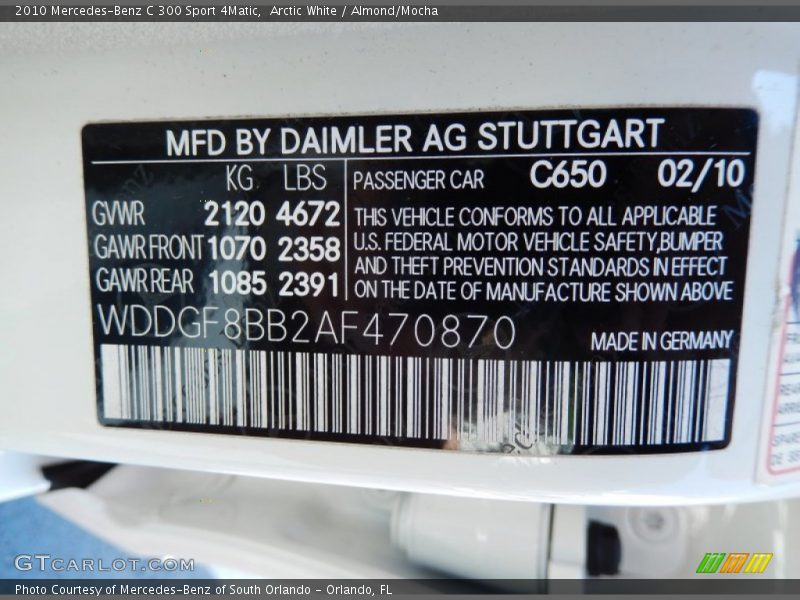 2010 Mercedes-Benz C 300 Sport 4Matic,  Arctic White / Almond/Mocha
MFD BY DAIMLER AG STUTTGART
KG LBS
GVWR 2120 4672
GAWR FRONT 1070 2358
GAWR REAR 1085 2391
PASSENGER CAR C650 02/10
THIS VEHICLE CONFORMS TO ALL APPLICABLE
U.S. FEDERAL MOTOR VEHICLE SAFETY,BUMPER
AND THEFT PREVENTION STANDARDS IN EFFECT
ON THE DATE OF MANUFACTURE SHOWN ABOVE
WDDGF8BB2AF470870
MADE IN GERMANY
GTCARLOT.COM
Photo Courtesy of Mercedes-Benz of South Orlando - Orlando, FL